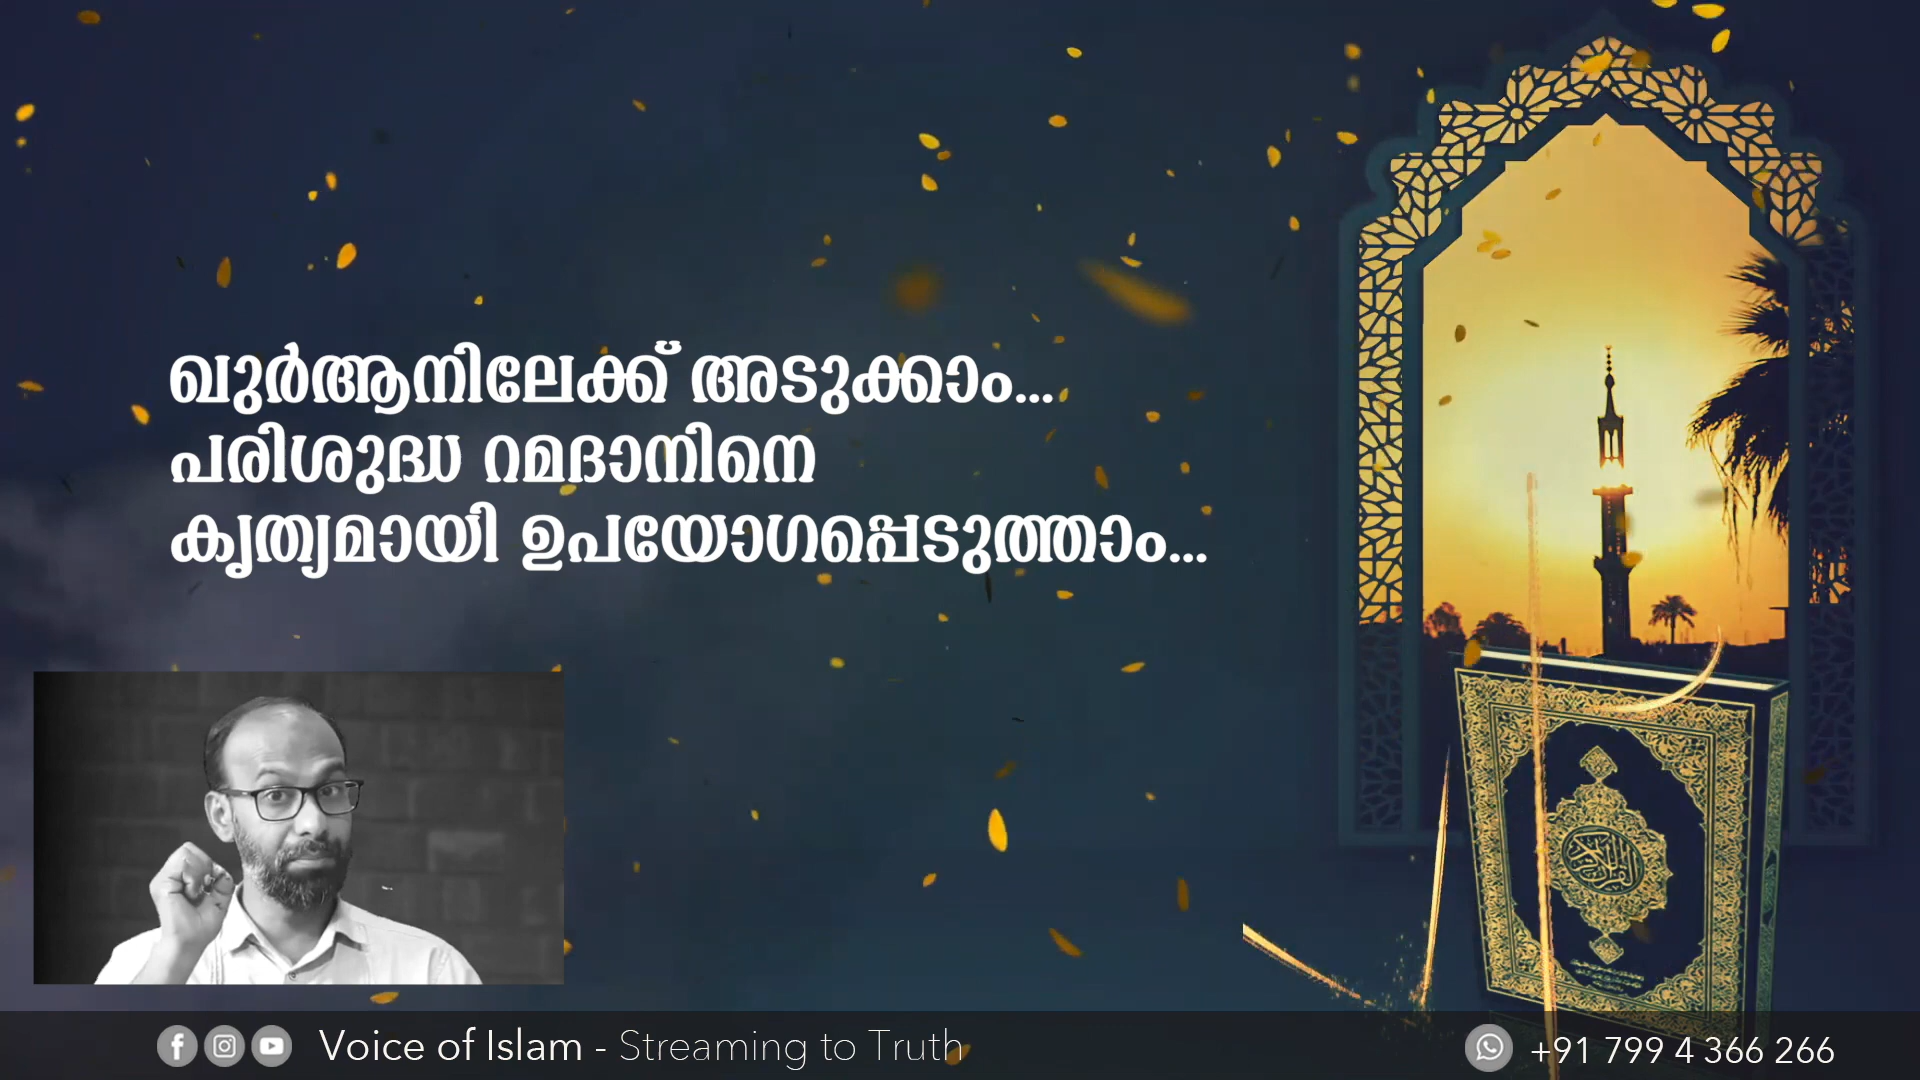 ഖുർആനിലേക്ക് അടുക്കാം...
പരിശുദ്ധ റമദാനിനെ
കൃത്യമായി ഉപയോഗപ്പെടുത്താം...
Voice of Islam - Streaming to Truth
+91 799 4 366 266